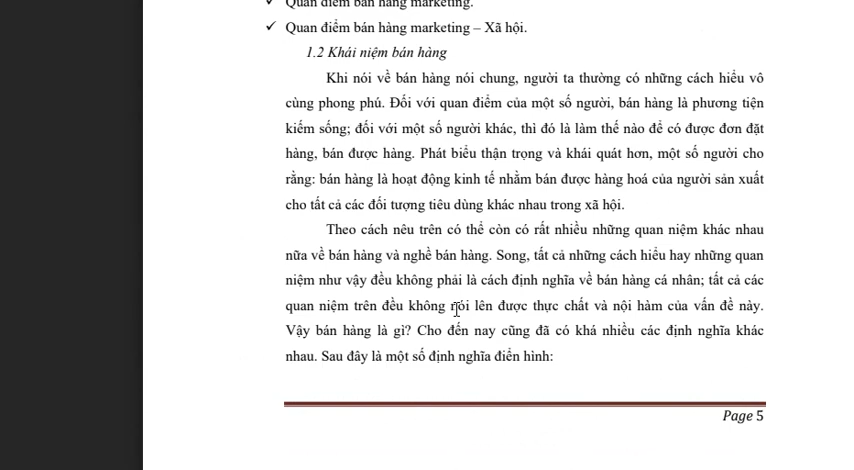 ✓ Quan điểm bán hàng marketing.
✓ Quan điểm bán hàng marketing – Xã hội.
1.2 Khái niệm bán hàng
Khi nói về bán hàng nói chung, người ta thường có những cách hiểu vô
cùng phong phú. Đối với quan điểm của một số người, bán hàng là phương tiện
kiếm sống; đối với một số người khác, thì đó là làm thế nào để có được đơn đặt
hàng, bán được hàng. Phát biểu thận trọng và khái quát hơn, một số người cho
rằng: bán hàng là hoạt động kinh tế nhằm bán được hàng hoá của người sản xuất
cho tất cả các đối tượng tiêu dùng khác nhau trong xã hội.
Theo cách nêu trên có thể còn có rất nhiều những quan niệm khác nhau
nữa về bán hàng và nghề bán hàng. Song, tất cả những cách hiểu hay những quan
niệm như vậy đều không phải là cách định nghĩa về bán hàng cá nhân; tất cả các
quan niệm trên đều không nói lên được thực chất và nội hàm của vấn đề này.
Vậy bán hàng là gì? Cho đến nay cũng đã có khá nhiều các định nghĩa khác
nhau. Sau đây là một số định nghĩa điển hình:
Page 5